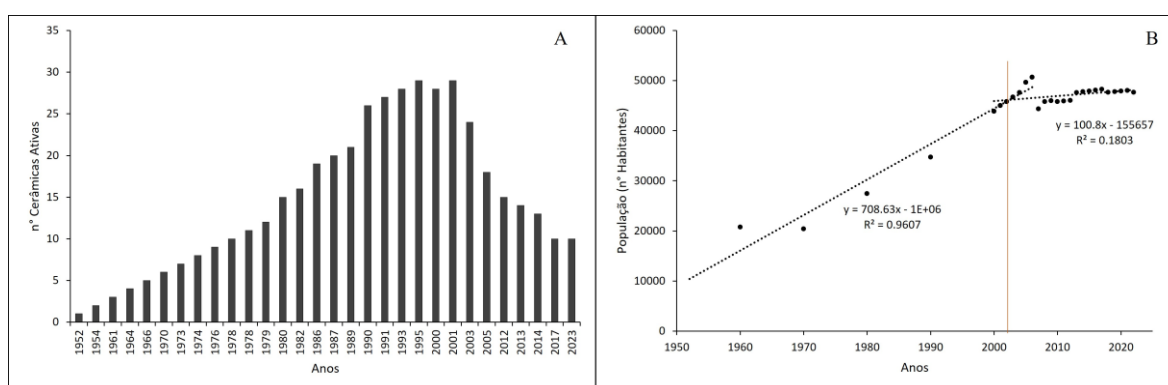 A
35
30
25
20
15
10
5
0
n° Cerâmicas Ativas
1952 1954 1961 1964 1966 1970 1973 1974 1976 1978 1978 1979 1980 1982 1986 1987 1989 1990 1991 1993 1995 2000 2001 2003 2005 2012 2013 2014 2017 2023
Anos
B
60000
50000
40000
30000
20000
10000
0
População (n° Habitantes)
y = 100.8x - 155657
R² = 0.1803
y = 708.63x - 1E+06
R² = 0.9607
1950 1960 1970 1980 1990 2000 2010 2020
Anos